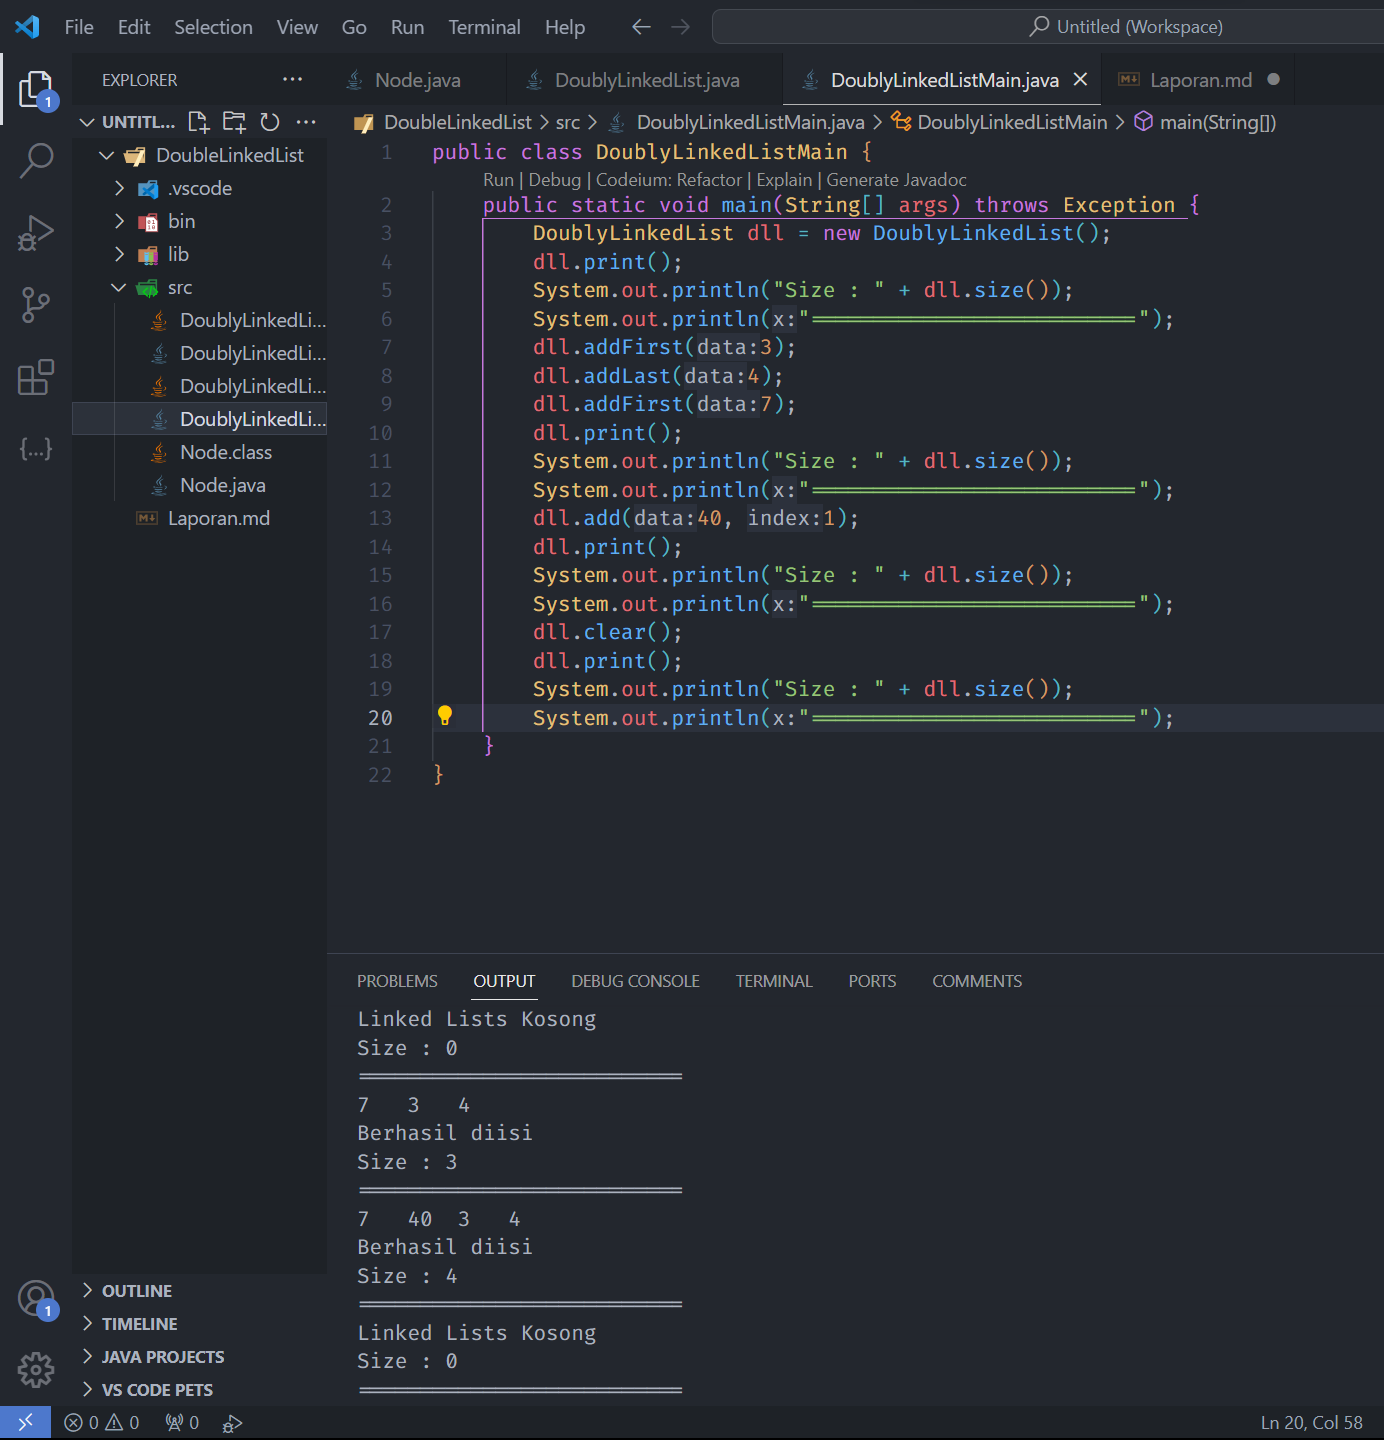 File Edit Selection View Go Run Terminal Help
Untitled (Workspace)
EXPLORER
Node.java
DoublyLinkedList.java
DoublyLinkedListMain.java
Laporan.md
UNTITL...
DoubleLinkedList > src > DoublyLinkedListMain.java > DoublyLinkedListMain > main(String[])
DoubleLinkedList
.vscode
bin
lib
src
DoublyLinkedLi...
DoublyLinkedLi...
DoublyLinkedLi...
DoublyLinkedLi...
Node.class
Node.java
Laporan.md
1 public class DoublyLinkedListMain {
Run | Debug | Codeium: Refactor | Explain | Generate Javadoc
2 public static void main(String[] args) throws Exception {
3 DoublyLinkedList dll = new DoublyLinkedList();
4 dll.print();
5 System.out.println("Size : " + dll.size());
6 System.out.println(x:"==========================");
7 dll.addFirst(data:3);
8 dll.addLast(data:4);
9 dll.addFirst(data:7);
10 dll.print();
11 System.out.println("Size : " + dll.size());
12 System.out.println(x:"==========================");
13 dll.add(data:40, index:1);
14 dll.print();
15 System.out.println("Size : " + dll.size());
16 System.out.println(x:"==========================");
17 dll.clear();
18 dll.print();
19 System.out.println("Size : " + dll.size());
20 System.out.println(x:"==========================");
21 }
22 }
PROBLEMS OUTPUT DEBUG CONSOLE TERMINAL PORTS COMMENTS
Linked Lists Kosong
Size : 0
==========================
7 3 4
Berhasil diisi
Size : 3
==========================
7 40 3 4
Berhasil diisi
Size : 4
==========================
Linked Lists Kosong
Size : 0
==========================
1
1
OUTLINE
TIMELINE
JAVA PROJECTS
VS CODE PETS
0 0 0
Ln 20, Col 58